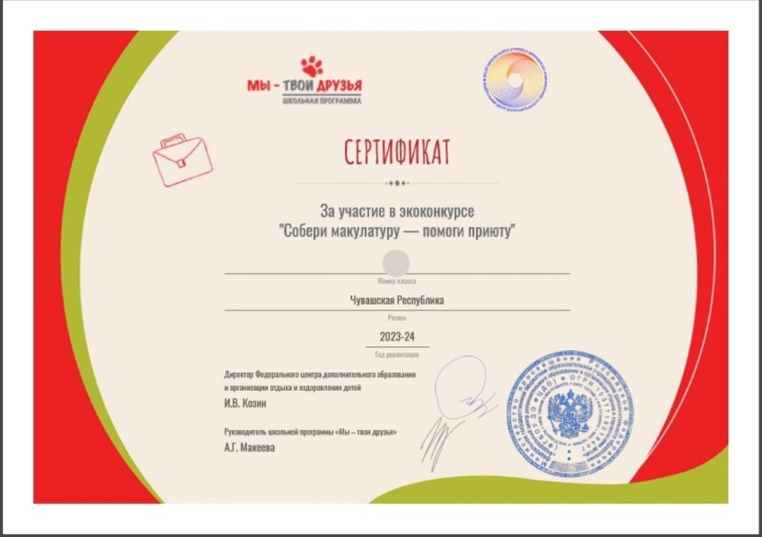 МЫ - ТВОИ ДРУЗЬЯ
ШКОЛЬНАЯ ПРОГРАММА
СЕРТИФИКАТ
За участие в экоконкурсе
"Собери макулатуру — помоги приюту"
Номер класса
Чувашская Республика
Регион
2023-24
Год реализации
Директор Федерального центра дополнительного образования
и организации отдыха и оздоровления детей
И.В. Козин
Руководитель школьной программы «Мы – твои друзья»
А.Г. Макеева